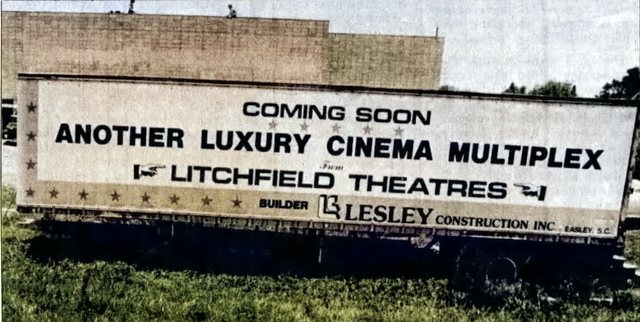 COMING SOON
ANOTHER LUXURY CINEMA MULTIPLEX
From
LITCHFIELD THEATRES
BUILDER LESLEY CONSTRUCTION INC. EASLEY, S.C.